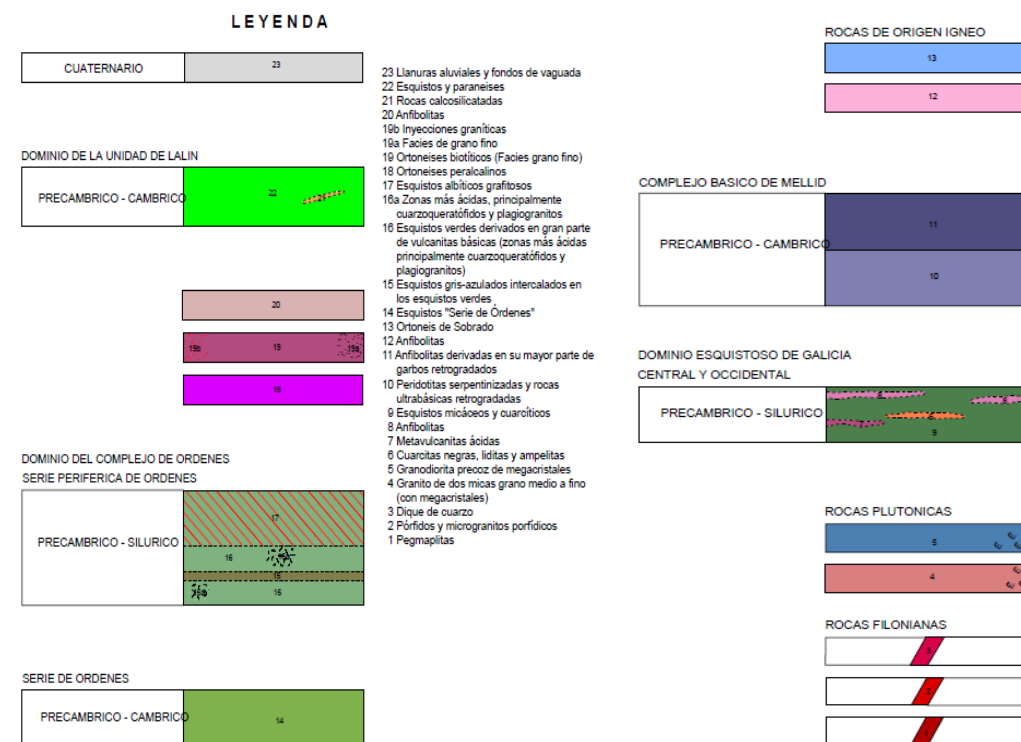 LEYENDA
CUATERNARIO
23
DOMINIO DE LA UNIDAD DE LALIN
PRECAMBRICO - CAMBRICO
22
21
20
19b
19
19a
18
DOMINIO DEL COMPLEJO DE ORDENES
SERIE PERIFERICA DE ORDENES
PRECAMBRICO - SILURICO
17
16
15
16a
16
SERIE DE ORDENES
PRECAMBRICO - CAMBRICO
14
23 Llanuras aluviales y fondos de vaguada
22 Esquistos y paraneises
21 Rocas calcosilicatadas
20 Anfibolitas
19b Inyecciones graníticas
19a Facies de grano fino
19 Ortoneises biotíticos (Facies grano fino)
18 Ortoneises peralcalinos
17 Esquistos albíticos grafitosos
16a Zonas más ácidas, principalmente
cuarzoqueratófidos y plagiogranitos
16 Esquistos verdes derivados en gran parte
de vulcanitas básicas (zonas más ácidas
principalmente cuarzoqueratófidos y
plagiogranitos)
15 Esquistos gris-azulados intercalados en
los esquistos verdes
14 Esquistos "Serie de Órdenes"
13 Ortoneis de Sobrado
12 Anfibolitas
11 Anfibolitas derivadas en su mayor parte de
garbos retrogradados
10 Peridotitas serpentinizadas y rocas
ultrabásicas retrogradadas
9 Esquistos micáceos y cuarcíticos
8 Anfibolitas
7 Metavulcanitas ácidas
6 Cuarcitas negras, liditas y ampelitas
5 Granodiorita precoz de megacristales
4 Granito de dos micas grano medio a fino
(con megacristales)
3 Dique de cuarzo
2 Pórfidos y microgranitos porfídicos
1 Pegmaplitas
ROCAS DE ORIGEN IGNEO
13
12
COMPLEJO BASICO DE MELLID
PRECAMBRICO - CAMBRICO
11
10
DOMINIO ESQUISTOSO DE GALICIA
CENTRAL Y OCCIDENTAL
PRECAMBRICO - SILURICO
9
ROCAS PLUTONICAS
5
4
ROCAS FILONIANAS
3
2
1